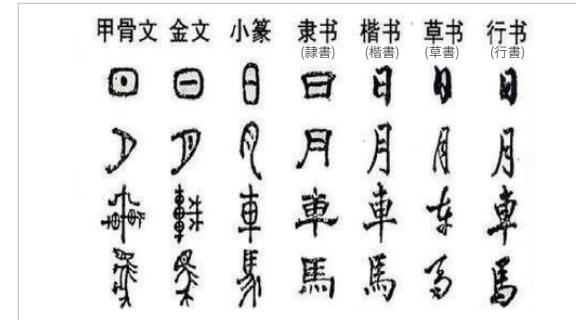 甲骨文 金文 小篆 隶书 楷书 草书 行书
(隸書) (楷書) (草書) (行書)
日 日 日 日 日 日 日
月 月 月 月 月 月 月
車 車 車 車 車 车 車
馬 馬 馬 馬 馬 马 馬